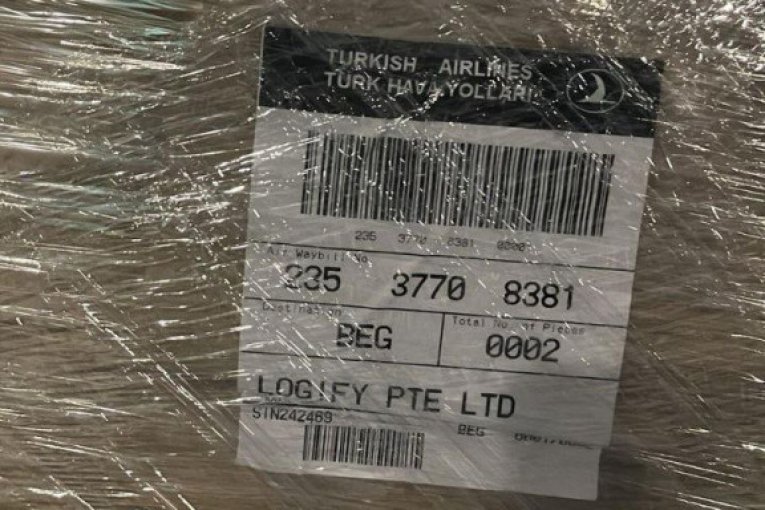 TURKISH AIRLINES
TÜRK HAVA YOLLARI
235 3770 8381
Air Waybill No
235 3770 8381
Destination
Total No. of Pieces
BEG
0002
LOGIFY PTE LTD
SIN242469
BEG